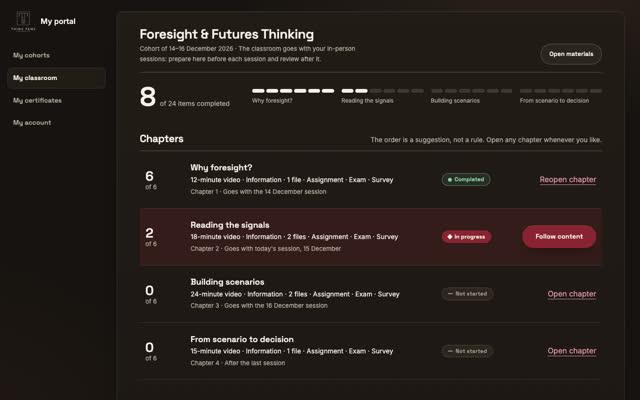 THINK FZRO
My portal
My cohorts
My classroom
My certificates
My account
Foresight & Futures Thinking
Cohort of 14–16 December 2026 · The classroom goes with your in-person
sessions: prepare here before each session and review after it.
Open materials
8 of 24 items completed
Why foresight?
Reading the signals
Building scenarios
From scenario to decision
Chapters
The order is a suggestion, not a rule. Open any chapter whenever you like.
6
of 6
Why foresight?
12-minute video · Information · 1 file · Assignment · Exam · Survey
Chapter 1 · Goes with the 14 December session
Completed
Reopen chapter
2
of 6
Reading the signals
18-minute video · Information · 2 files · Assignment · Exam · Survey
Chapter 2 · Goes with today's session, 15 December
In progress
Follow content
0
of 6
Building scenarios
24-minute video · Information · 2 files · Assignment · Exam · Survey
Chapter 3 · Goes with the 16 December session
Not started
Open chapter
0
of 6
From scenario to decision
15-minute video · Information · 1 file · Assignment · Exam · Survey
Chapter 4 · After the last session
Not started
Open chapter